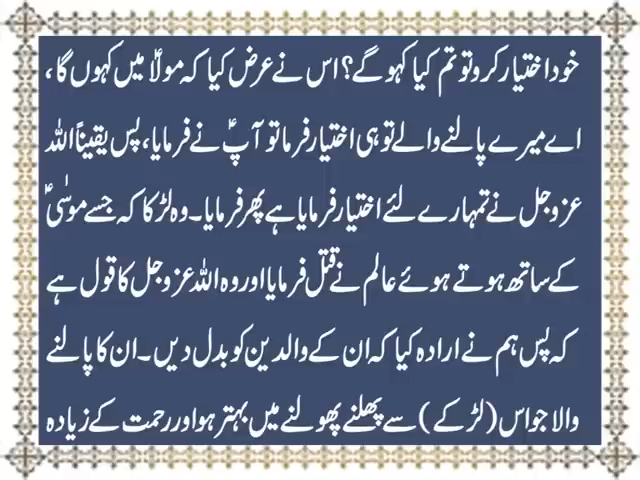 خود اختیار کرو تو تم کیا کہو گے؟ اس نے عرض کیا کہ مولاؑ میں کہوں گا،
اے میرے پالنے والے تو ہی اختیار فرما تو آپؑ نے فرمایا، پس یقیناً اللہ
عزوجل نے تمہارے لئے اختیار فرمایا ہے پھر فرمایا۔ وہ لڑکا کہ جسے موسٰیؑ
کے ساتھ ہوتے ہوئے عالم نے قتل فرمایا اور وہ اللہ عزوجل کا قول ہے
کہ پس ہم نے ارادہ کیا کہ ان کے والدین کو بدل دیں۔ ان کا پالنے
والا جو اس (لڑکے) سے پھلنے پھولنے میں بہتر ہو اور رحمت کے زیادہ